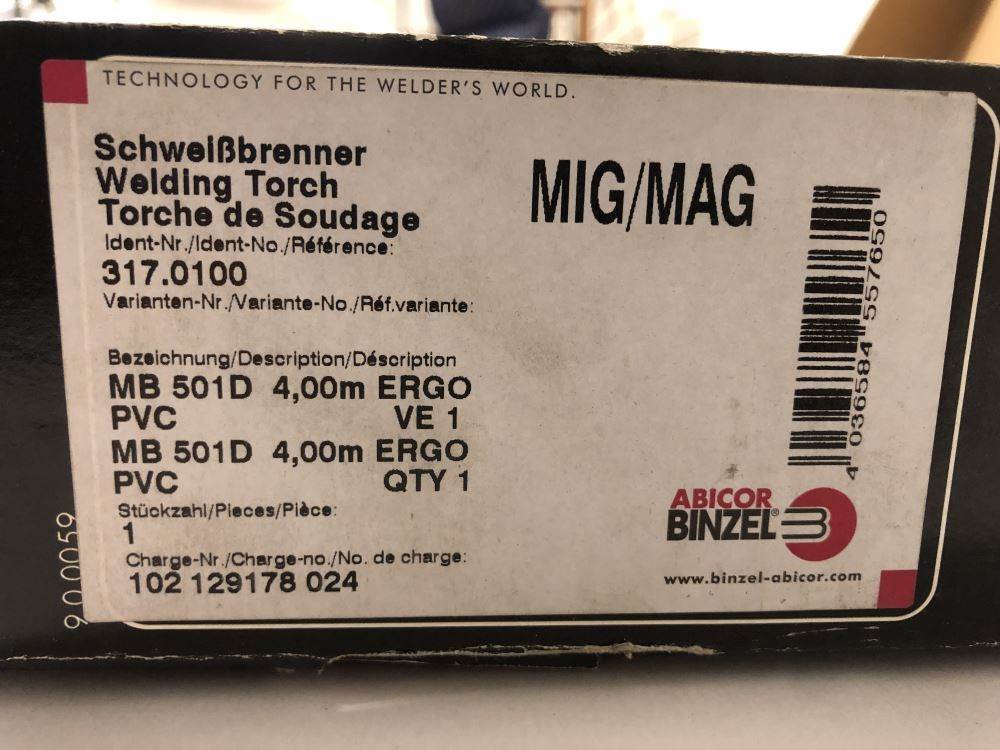 TECHNOLOGY FOR THE WELDER'S WORLD.
Schweißbrenner
Welding Torch
Torche de Soudage
MIG/MAG
Ident-Nr./Ident-No./Référence:
317.0100
Varianten-Nr./Variante-No./Réf.variante:
Bezeichnung/Description/Déscription
MB 501D 4,00m ERGO
PVC VE 1
MB 501D 4,00m ERGO
PVC QTY 1
Stückzahl/Pieces/Pièce:
1
Charge-Nr./Charge-no./No. de charge:
102 129178 024
4 036584 557650
ABICOR
BINZEL®
www.binzel-abicor.com
9.0.0059